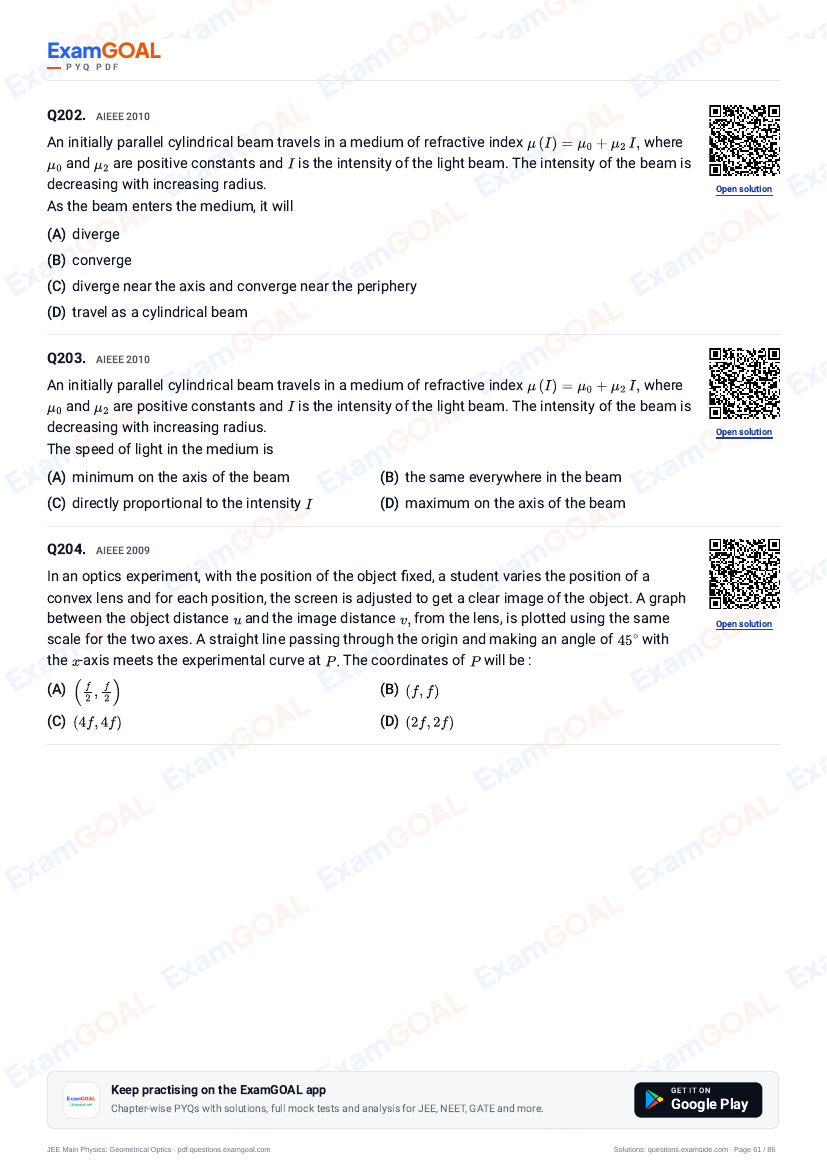 ExamGOAL
PYQ PDF
Q202. AIEEE 2010
An initially parallel cylindrical beam travels in a medium of refractive index μ (I) = μ₀ + μ₂ I, where
μ₀ and μ₂ are positive constants and I is the intensity of the light beam. The intensity of the beam is
decreasing with increasing radius.
As the beam enters the medium, it will
Open solution
(A) diverge
(B) converge
(C) diverge near the axis and converge near the periphery
(D) travel as a cylindrical beam
Q203. AIEEE 2010
An initially parallel cylindrical beam travels in a medium of refractive index μ (I) = μ₀ + μ₂ I, where
μ₀ and μ₂ are positive constants and I is the intensity of the light beam. The intensity of the beam is
decreasing with increasing radius.
The speed of light in the medium is
Open solution
(A) minimum on the axis of the beam (B) the same everywhere in the beam
(C) directly proportional to the intensity I (D) maximum on the axis of the beam
Q204. AIEEE 2009
In an optics experiment, with the position of the object fixed, a student varies the position of a
convex lens and for each position, the screen is adjusted to get a clear image of the object. A graph
between the object distance u and the image distance v, from the lens, is plotted using the same
scale for the two axes. A straight line passing through the origin and making an angle of 45° with
the x-axis meets the experimental curve at P. The coordinates of P will be :
Open solution
(A) (f/2, f/2) (B) (f, f)
(C) (4f, 4f) (D) (2f, 2f)
Keep practising on the ExamGOAL app
Chapter-wise PYQs with solutions, full mock tests and analysis for JEE, NEET, GATE and more.
GET IT ON
Google Play
JEE Main Physics: Geometrical Optics · pdf.questions.examgoal.com
Solutions: questions.examside.com · Page 61 / 86